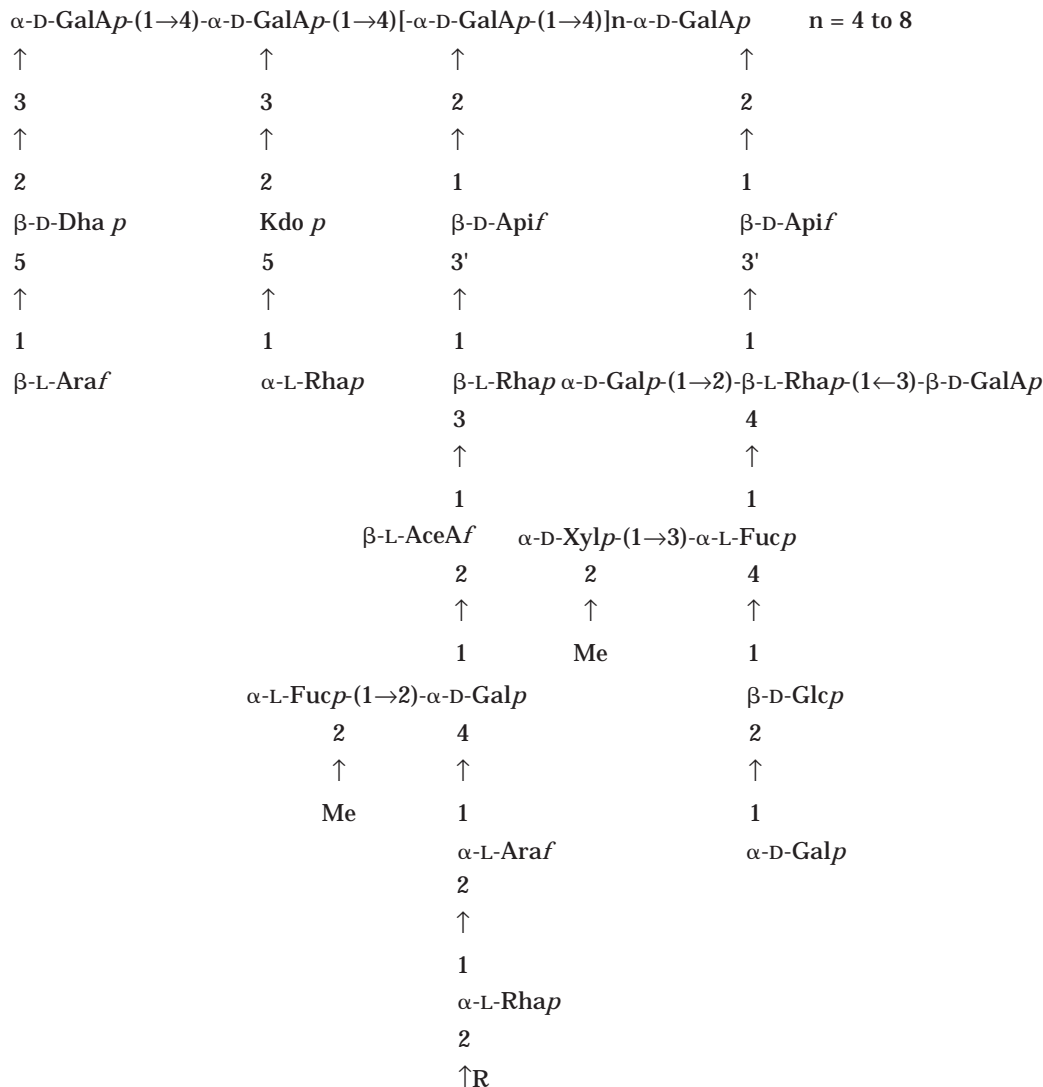 α-D-GalAp-(1→4)-α-D-GalAp-(1→4)[-α-D-GalAp-(1→4)]n-α-GalAp n = 4 to 8
↑ ↑ ↑ ↑
3 3 2 2
↑ ↑ ↑ ↑
2 2 1 1
β-D-Dha p Kdo p β-D-Apif β-D-Apif
5 5 3' 3'
↑ ↑ ↑ ↑
1 1 1 1
β-L-Araf α-L-Rhap β-L-Rhap α-D-Galp-(1→2)-β-L-Rhap-(1←3)-β-D-GalAp
3 4
↑ ↑
1 1
β-L-AceAf α-D-Xylp-(1→3)-α-L-Fucp
2 2 4
↑ ↑ ↑
1 Me 1
α-L-Fucp-(1→2)-α-D-Galp β-D-Glcp
2 4 2
↑ ↑ ↑
Me 1 1
α-L-Araf α-D-Galp
2
↑
1
α-L-Rhap
2
↑R